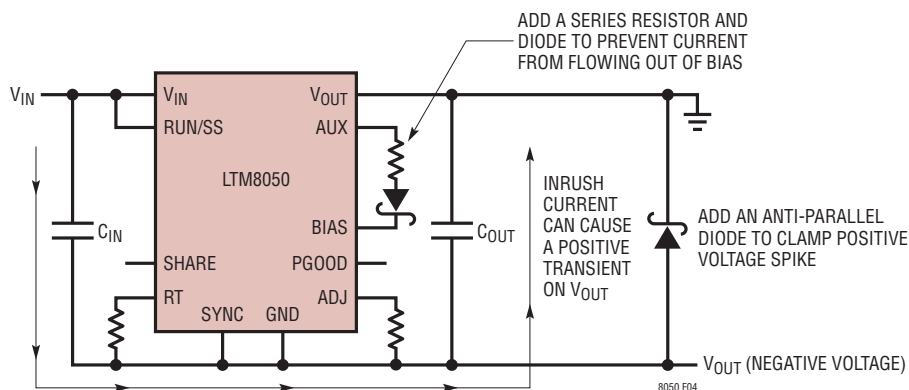 ADD A SERIES RESISTOR AND
DIODE TO PREVENT CURRENT
FROM FLOWING OUT OF BIAS
VIN
VIN
VOUT
RUN/SS
AUX
LTM8050
BIAS
SHARE
PGOOD
RT
ADJ
SYNC
GND
CIN
COUT
INRUSH
CURRENT
CAN CAUSE
A POSITIVE
TRANSIENT
ON VOUT
ADD AN ANTI-PARALLEL
DIODE TO CLAMP POSITIVE
VOLTAGE SPIKE
VOUT (NEGATIVE VOLTAGE)
8050 F04